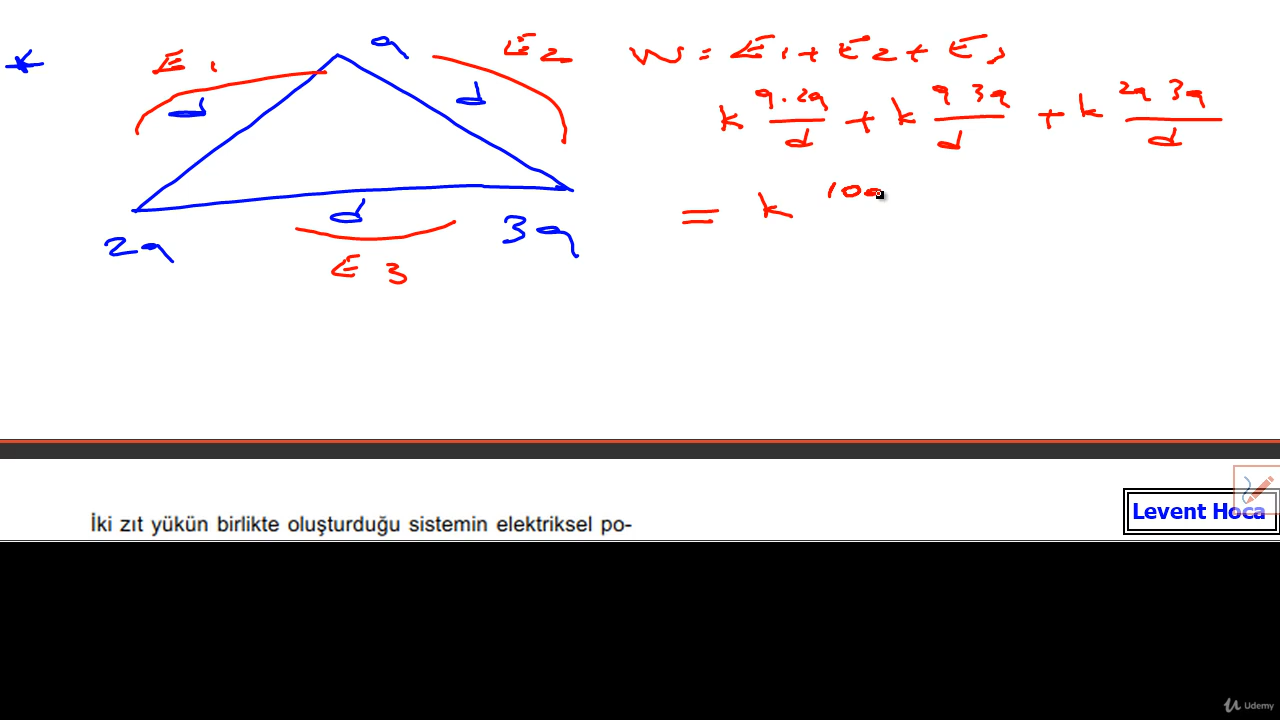 E1
q
E2
W = E1 + E2 + E3
d
d
k q.2q/d + k q 3q/d + k 2q 3q/d
= k 10
d
2q
3q
E3
İki zıt yükün birlikte oluşturduğu sistemin elektriksel po-
Levent Hoca
Udemy